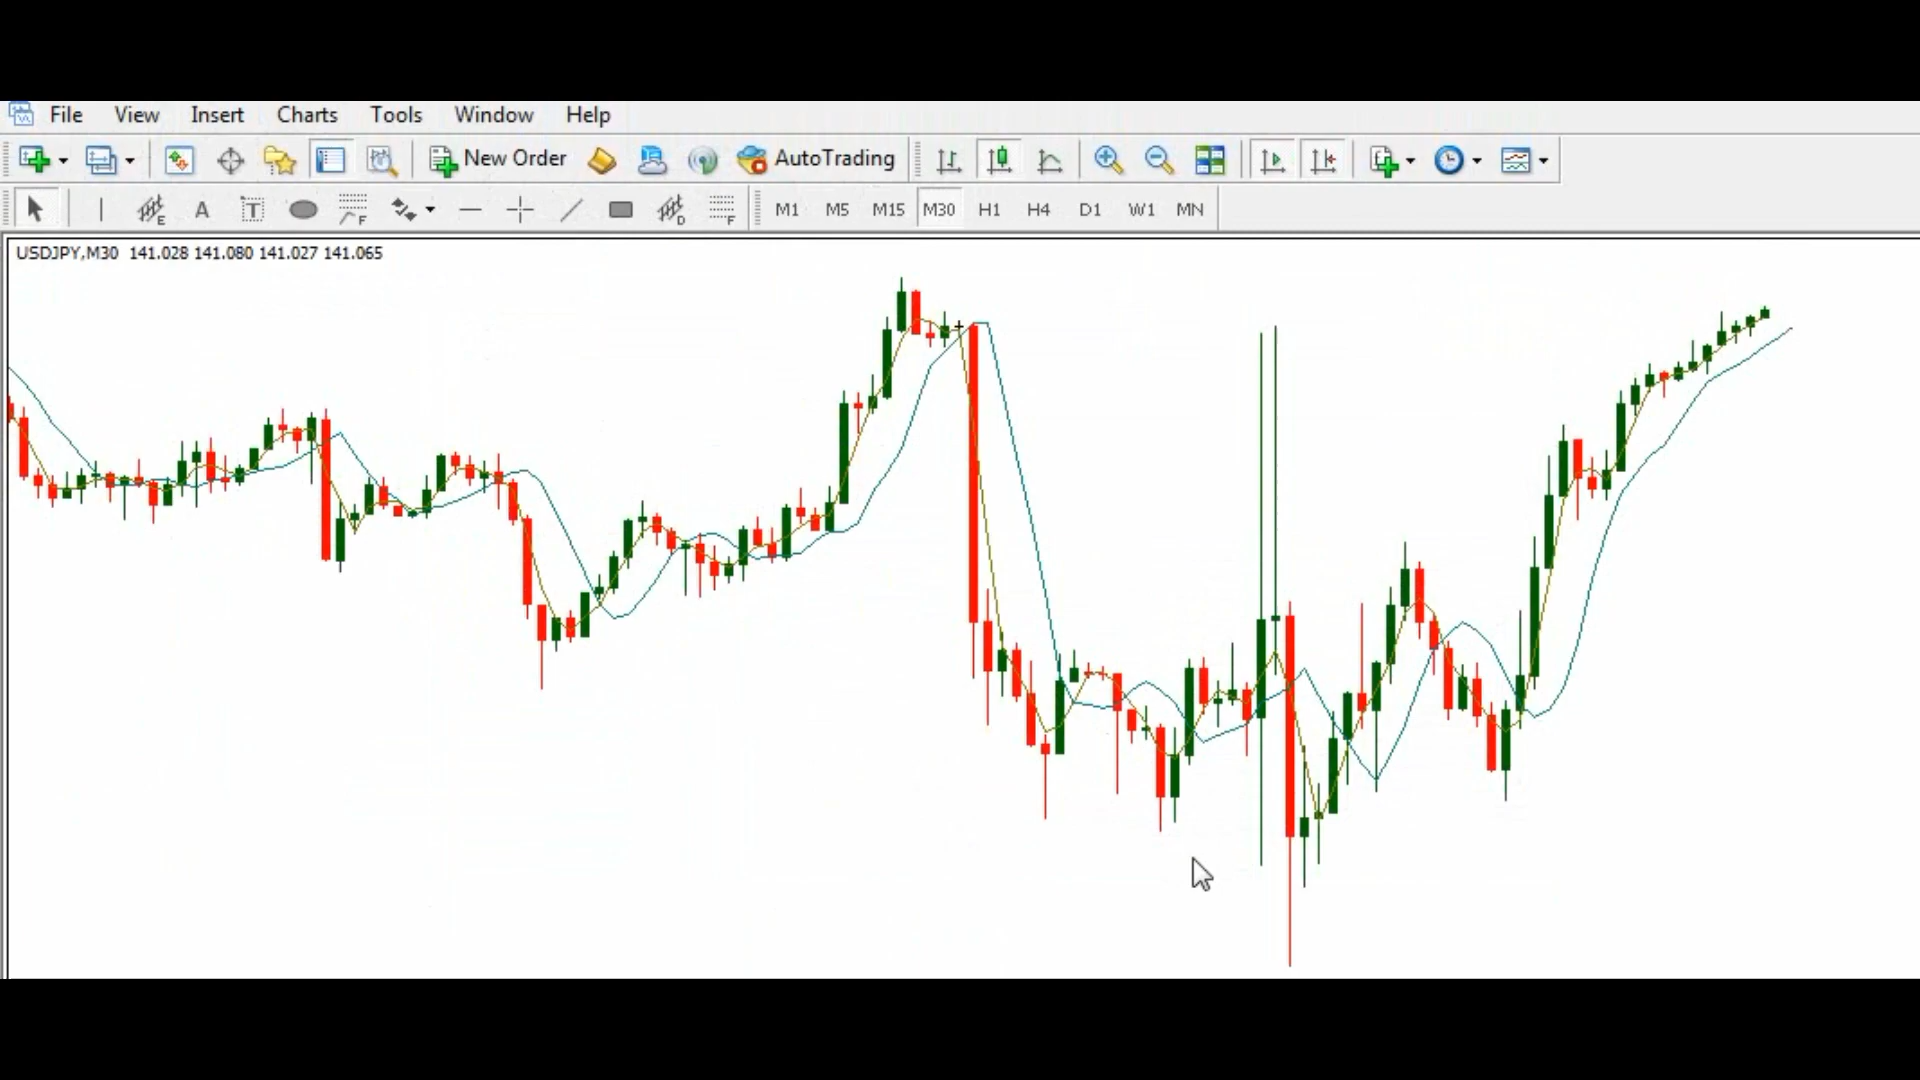 File View Insert Charts Tools Window Help
New Order AutoTrading
E A T F E F M1 M5 M15 M30 H1 H4 D1 W1 MN
USDJPY,M30 141.028 141.080 141.027 141.065